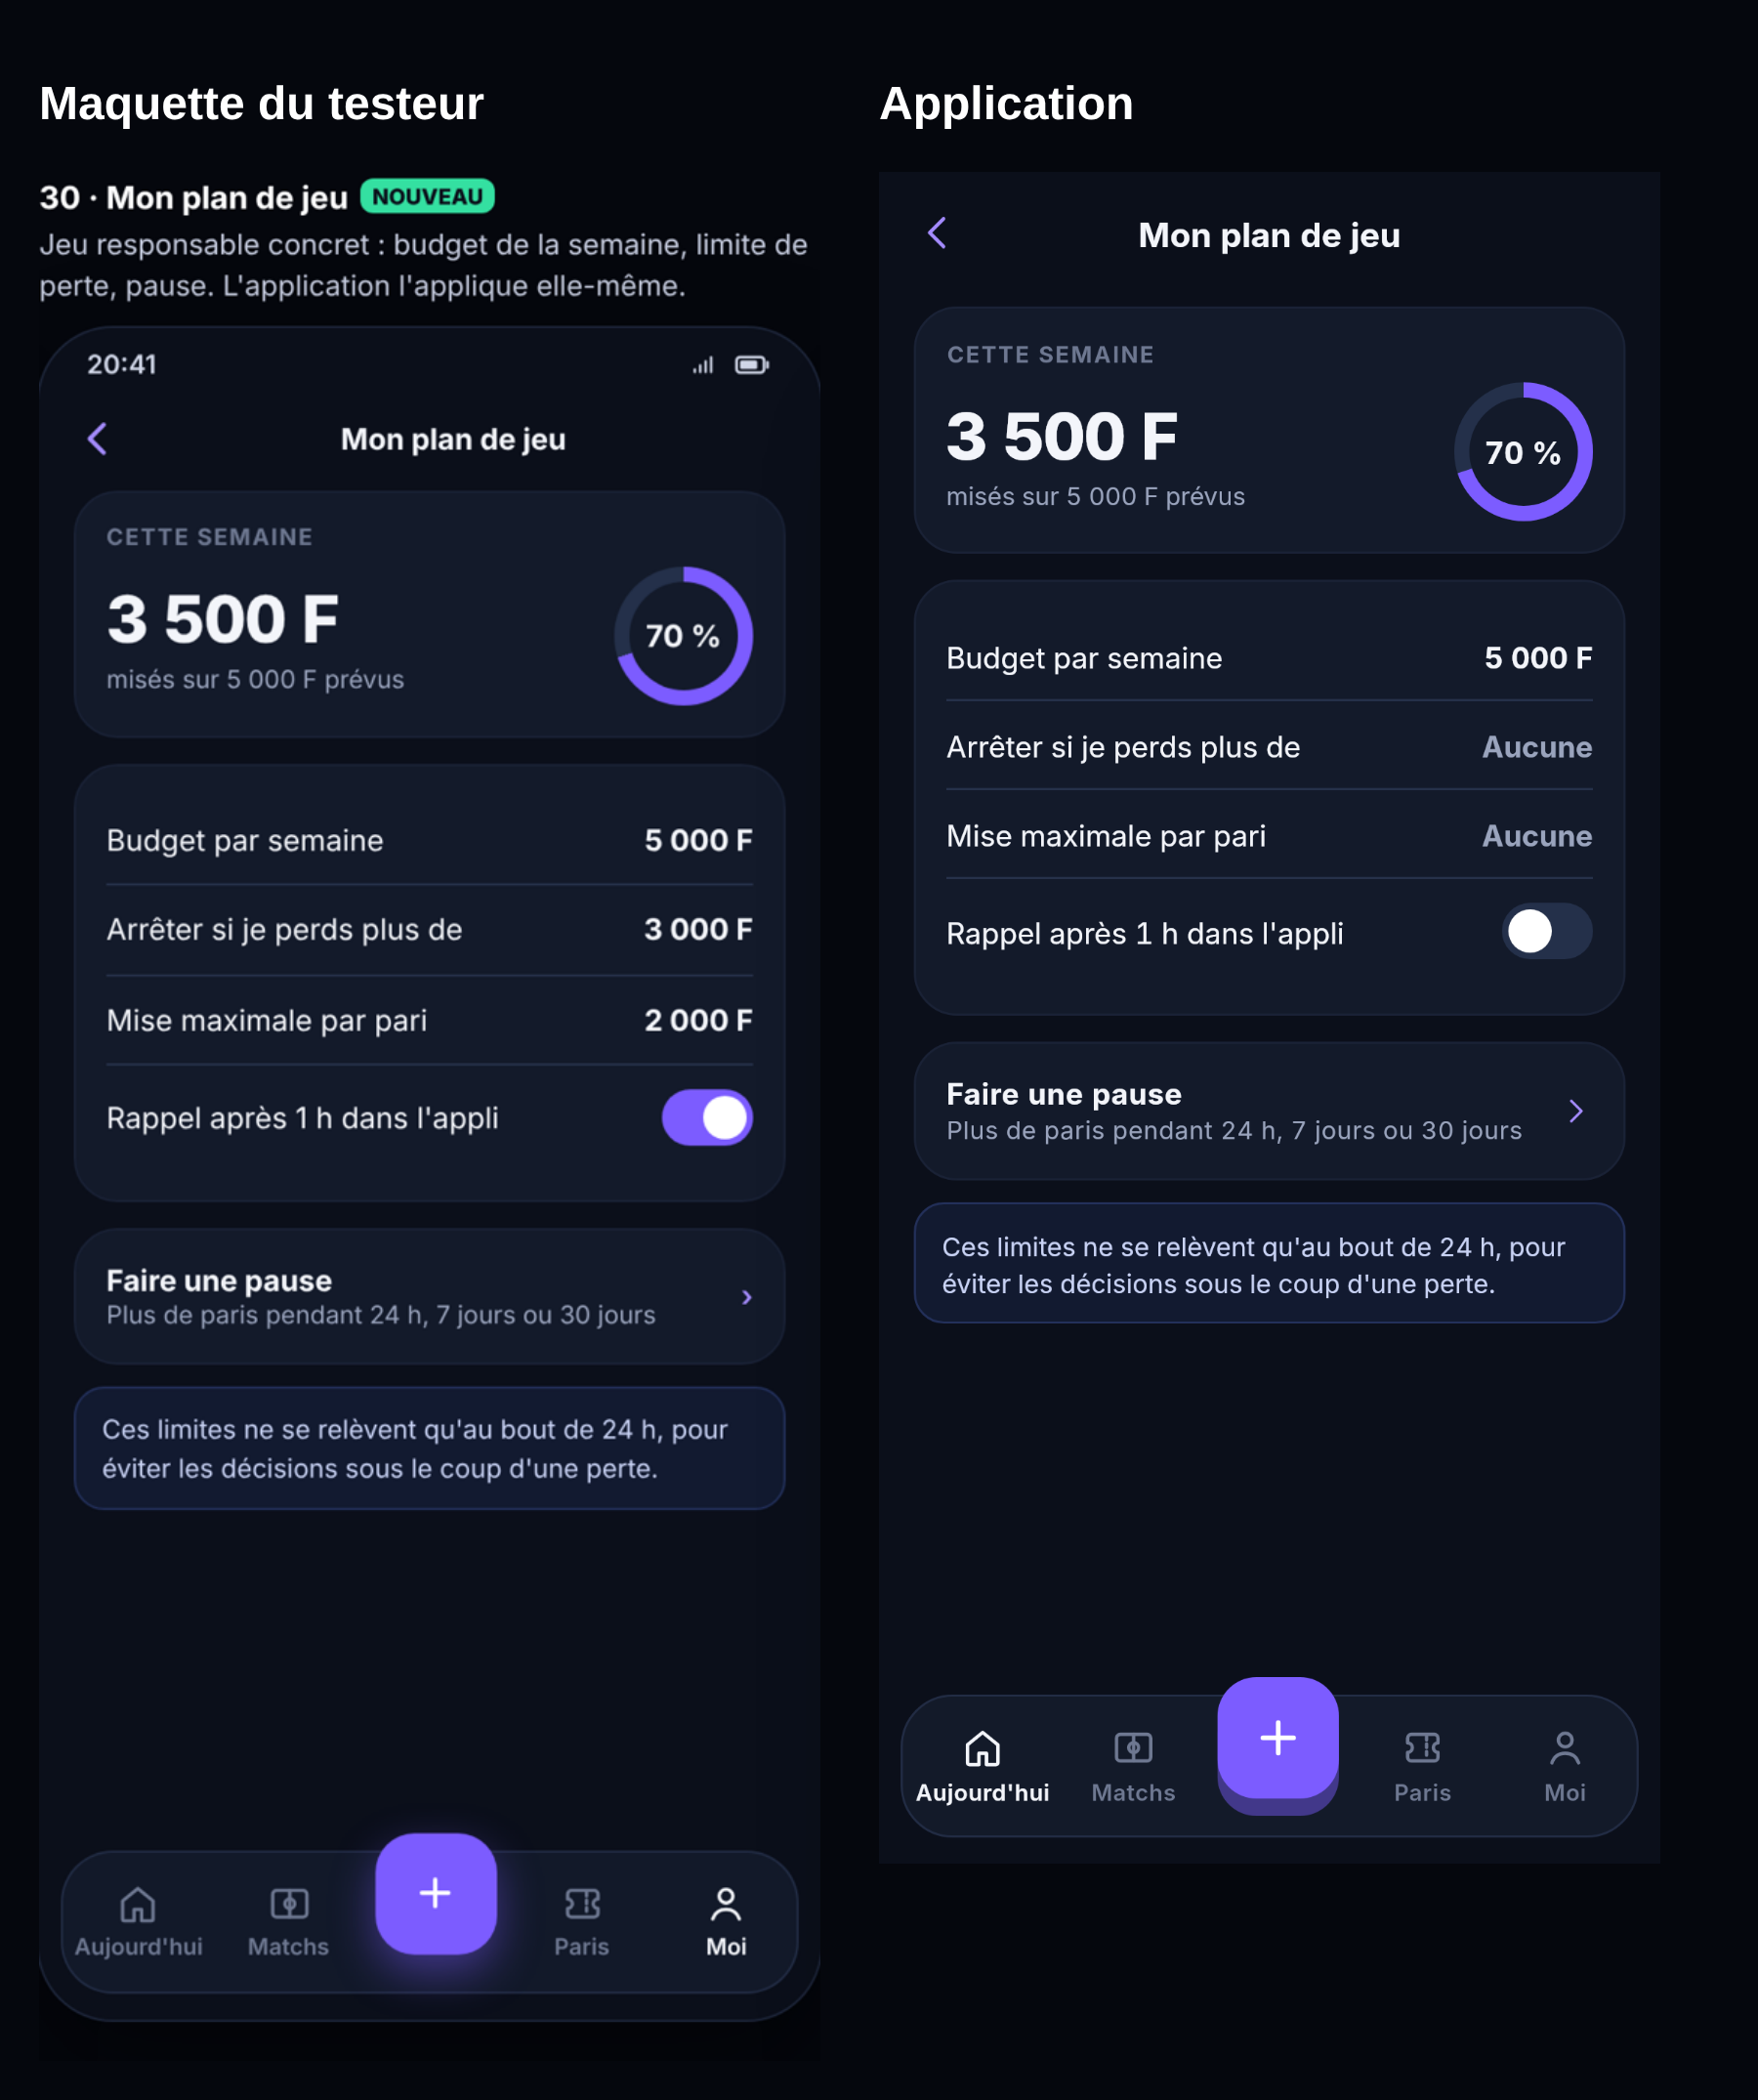 Maquette du testeur
30 · Mon plan de jeu NOUVEAU
Jeu responsable concret : budget de la semaine, limite de
perte, pause. L'application l'applique elle-même.
20:41
Mon plan de jeu
CETTE SEMAINE
3 500 F
70 %
misés sur 5 000 F prévus
Budget par semaine 5 000 F
Arrêter si je perds plus de 3 000 F
Mise maximale par pari 2 000 F
Rappel après 1 h dans l'appli
Faire une pause
Plus de paris pendant 24 h, 7 jours ou 30 jours
Ces limites ne se relèvent qu'au bout de 24 h, pour
éviter les décisions sous le coup d'une perte.
Aujourd'hui Matchs Paris Moi
Application
Mon plan de jeu
CETTE SEMAINE
3 500 F
70 %
misés sur 5 000 F prévus
Budget par semaine 5 000 F
Arrêter si je perds plus de Aucune
Mise maximale par pari Aucune
Rappel après 1 h dans l'appli
Faire une pause
Plus de paris pendant 24 h, 7 jours ou 30 jours
Ces limites ne se relèvent qu'au bout de 24 h, pour
éviter les décisions sous le coup d'une perte.
Aujourd'hui Matchs Paris Moi